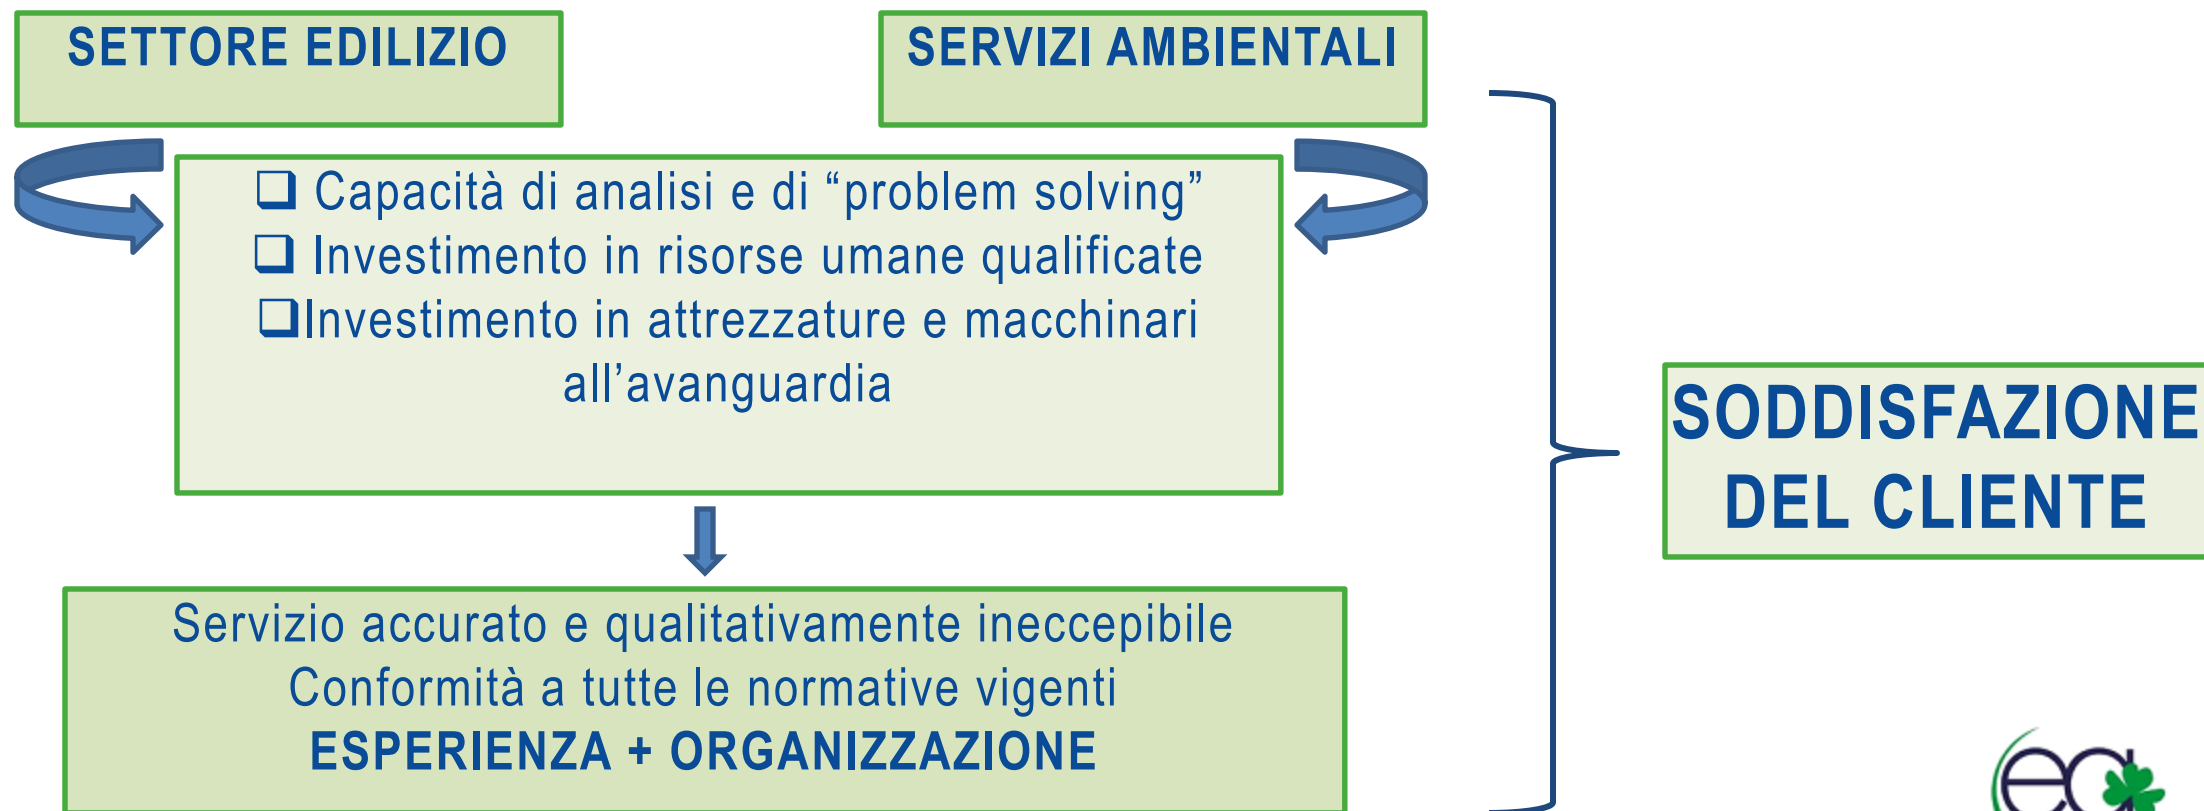 SETTORE EDILIZIO
SERVIZI AMBIENTALI
❑ Capacità di analisi e di “problem solving”
❑ Investimento in risorse umane qualificate
❑Investimento in attrezzature e macchinari
all’avanguardia
SODDISFAZIONE
DEL CLIENTE
Servizio accurato e qualitativamente ineccepibile
Conformità a tutte le normative vigenti
ESPERIENZA + ORGANIZZAZIONE
ea